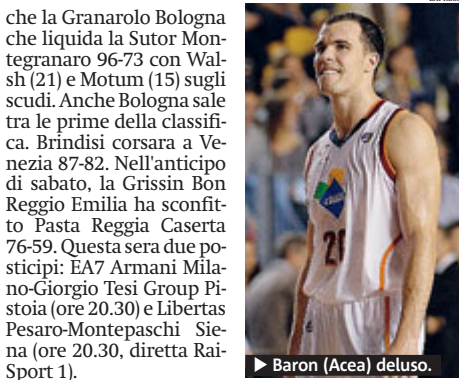 che la Granarolo Bologna
che liquida la Sutor Mon-
tegranaro 96-73 con Wal-
sh (21) e Motum (15) sugli
scudi. Anche Bologna sale
tra le prime della classifi-
ca. Brindisi corsara a Ve-
nezia 87-82. Nell'anticipo
di sabato, la Grissin Bon
Reggio Emilia ha sconfit-
to Pasta Reggia Caserta
76-59. Questa sera due po-
sticipi: EA7 Armani Mila-
no-Giorgio Tesi Group Pi-
stoia (ore 20.30) e Libertas
Pesaro-Montepaschi Sie-
na (ore 20.30, diretta Rai-
Sport 1).
20
▶ Baron (Acea) deluso.